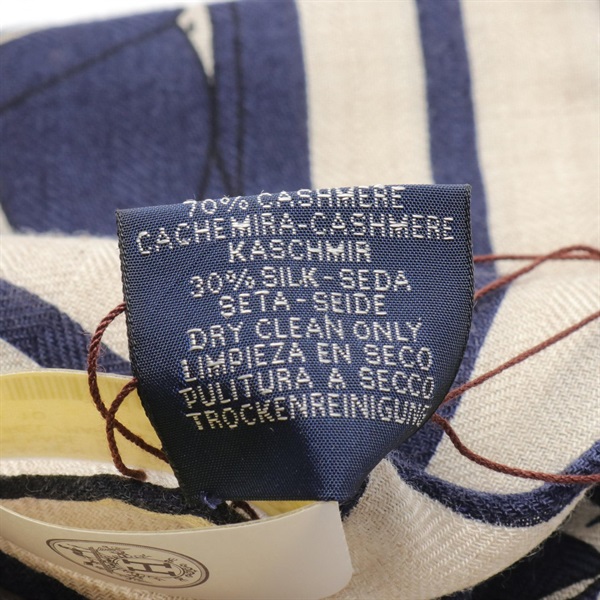 70% CASHMERE
CACHEMIRA-CASHMERE
KASCHMIR
30% SILK-SEDA
SETA-SEIDE
DRY CLEAN ONLY
LIMPIEZA EN SECO
PULITURA A SECCO
TROCKENREINIGUNG
H